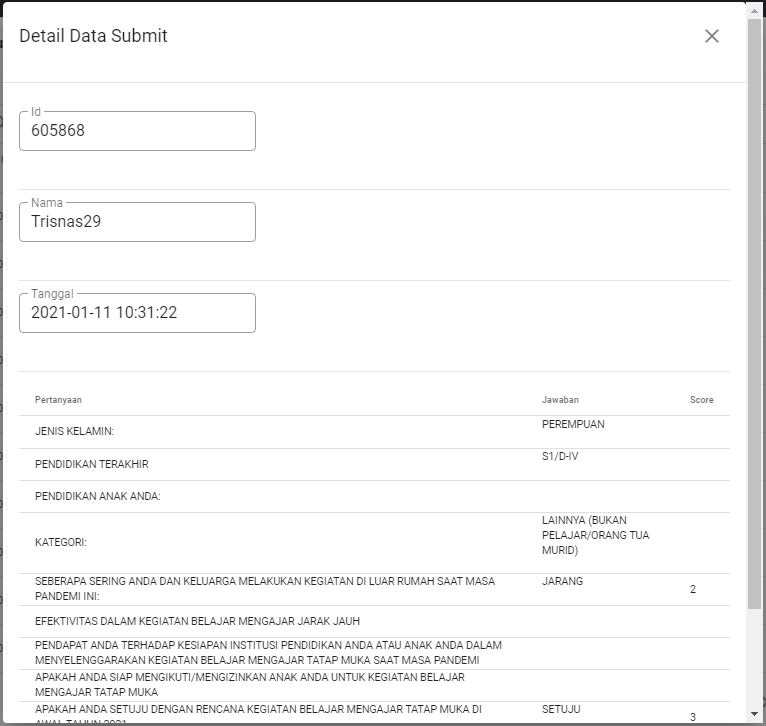 Detail Data Submit
Id
605868
Nama
Trisnas29
Tanggal
2021-01-11 10:31:22
Pertanyaan Jawaban Score
JENIS KELAMIN: PEREMPUAN
PENDIDIKAN TERAKHIR S1/D-IV
PENDIDIKAN ANAK ANDA:
KATEGORI:
LAINNYA (BUKAN
PELAJAR/ORANG TUA
MURID)
SEBERAPA SERING ANDA DAN KELUARGA MELAKUKAN KEGIATAN DI LUAR RUMAH SAAT MASA
PANDEMI INI:
JARANG
2
EFEKTIVITAS DALAM KEGIATAN BELAJAR MENGAJAR JARAK JAUH
PENDAPAT ANDA TERHADAP KESIAPAN INSTITUSI PENDIDIKAN ANDA ATAU ANAK ANDA DALAM
MENYELENGGARAKAN KEGIATAN BELAJAR MENGAJAR TATAP MUKA SAAT MASA PANDEMI
APAKAH ANDA SIAP MENGIKUTI/MENGIZINKAN ANAK ANDA UNTUK KEGIATAN BELAJAR
MENGAJAR TATAP MUKA
APAKAH ANDA SETUJU DENGAN RENCANA KEGIATAN BELAJAR MENGAJAR TATAP MUKA DI
AWAL TAHUN 2021
SETUJU
3